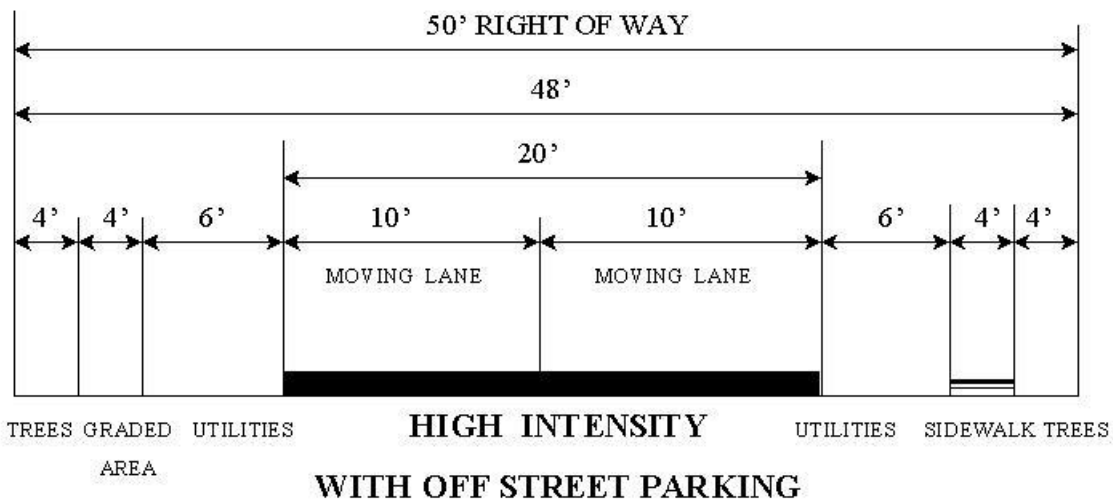 50’ RIGHT OF WAY
48’
20’
4’ 4’ 6’ 10’ 10’ 6’ 4’ 4’
MOVING LANE MOVING LANE
TREES GRADED AREA UTILITIES HIGH INTENSITY UTILITIES SIDEWALK TREES
WITH OFF STREET PARKING